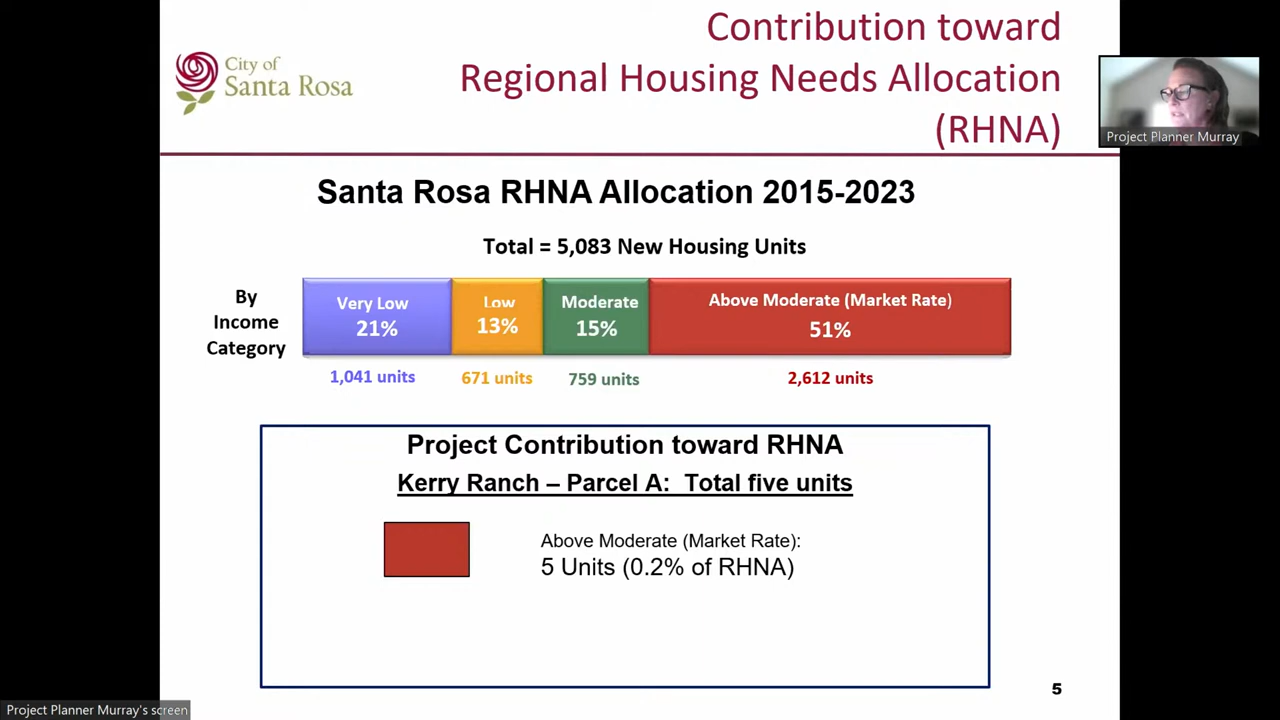 Contribution toward
Regional Housing Needs Allocation
(RHNA)
City of
Santa Rosa
Project Planner Murray
Santa Rosa RHNA Allocation 2015-2023
Total = 5,083 New Housing Units
By
Income
Category
Very Low
21%
Low
13%
Moderate
15%
Above Moderate (Market Rate)
51%
1,041 units
671 units
759 units
2,612 units
Project Contribution toward RHNA
Kerry Ranch – Parcel A: Total five units
Above Moderate (Market Rate):
5 Units (0.2% of RHNA)
5
Project Planner Murray's screen